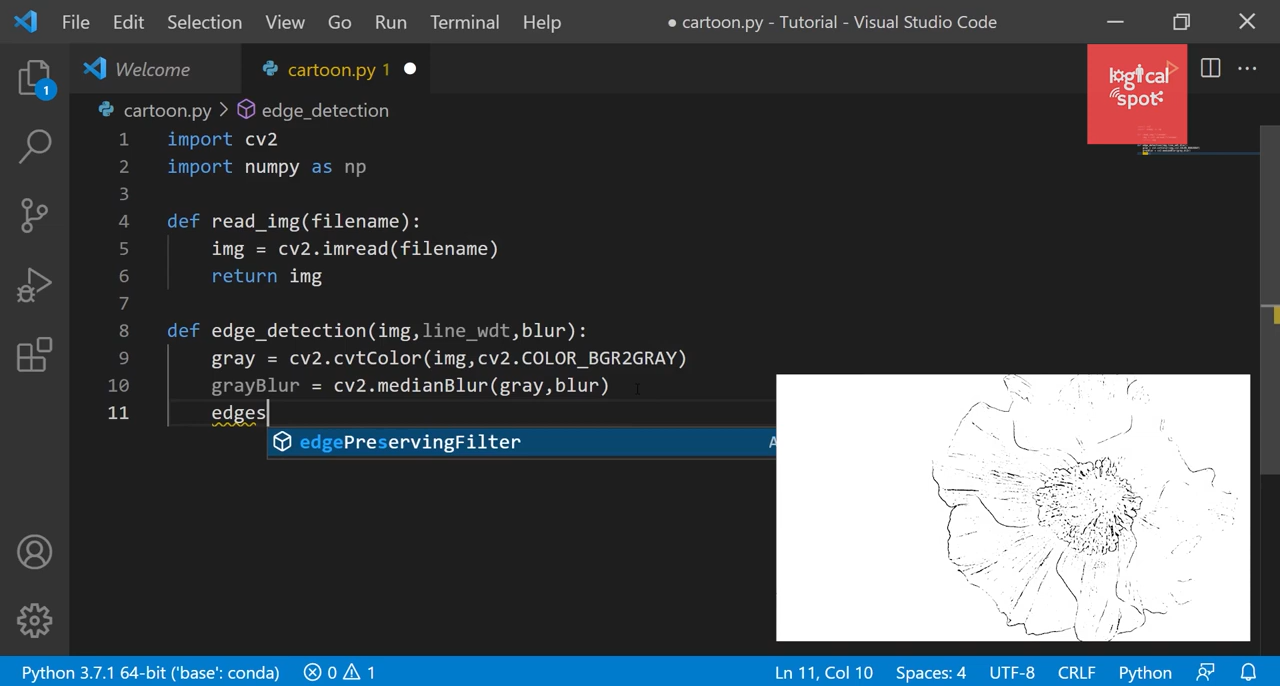 File Edit Selection View Go Run Terminal Help ● cartoon.py - Tutorial - Visual Studio Code
Welcome cartoon.py 1 ●
logical spot
cartoon.py > edge_detection
1 import cv2
2 import numpy as np
3
4 def read_img(filename):
5 img = cv2.imread(filename)
6 return img
7
8 def edge_detection(img,line_wdt,blur):
9 gray = cv2.cvtColor(img,cv2.COLOR_BGR2GRAY)
10 grayBlur = cv2.medianBlur(gray,blur)
11 edges
edgePreservingFilter A
1
Python 3.7.1 64-bit ('base': conda) 0 1 Ln 11, Col 10 Spaces: 4 UTF-8 CRLF Python